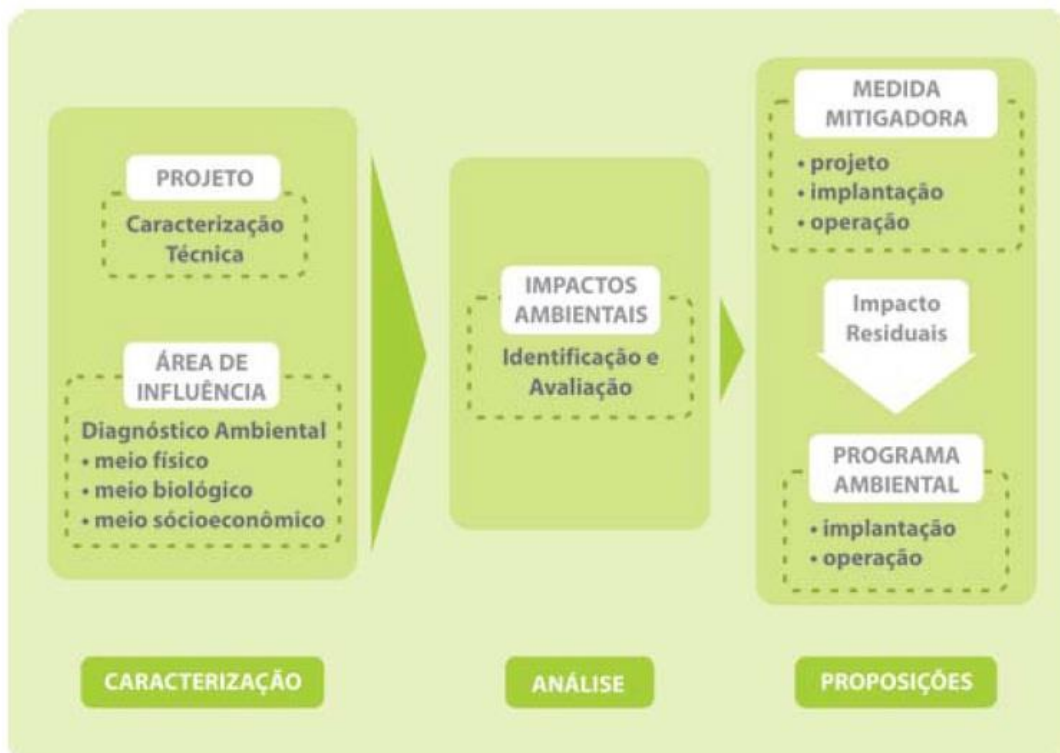 PROJETO
Caracterização
Técnica
ÁREA DE
INFLUÊNCIA
Diagnóstico Ambiental
• meio físico
• meio biológico
• meio sócioeconômico
CARACTERIZAÇÃO
IMPACTOS
AMBIENTAIS
Identificação e
Avaliação
ANÁLISE
MEDIDA
MITIGADORA
• projeto
• implantação
• operação
Impacto
Residuais
PROGRAMA
AMBIENTAL
• implantação
• operação
PROPOSIÇÕES